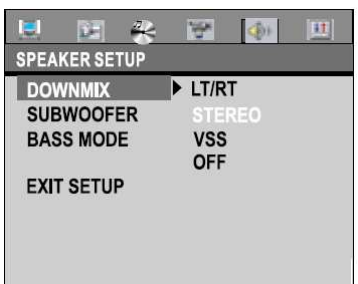 SPEAKER SETUP
DOWNMIX LT/RT
SUBWOOFER STEREO
BASS MODE VSS
OFF
EXIT SETUP